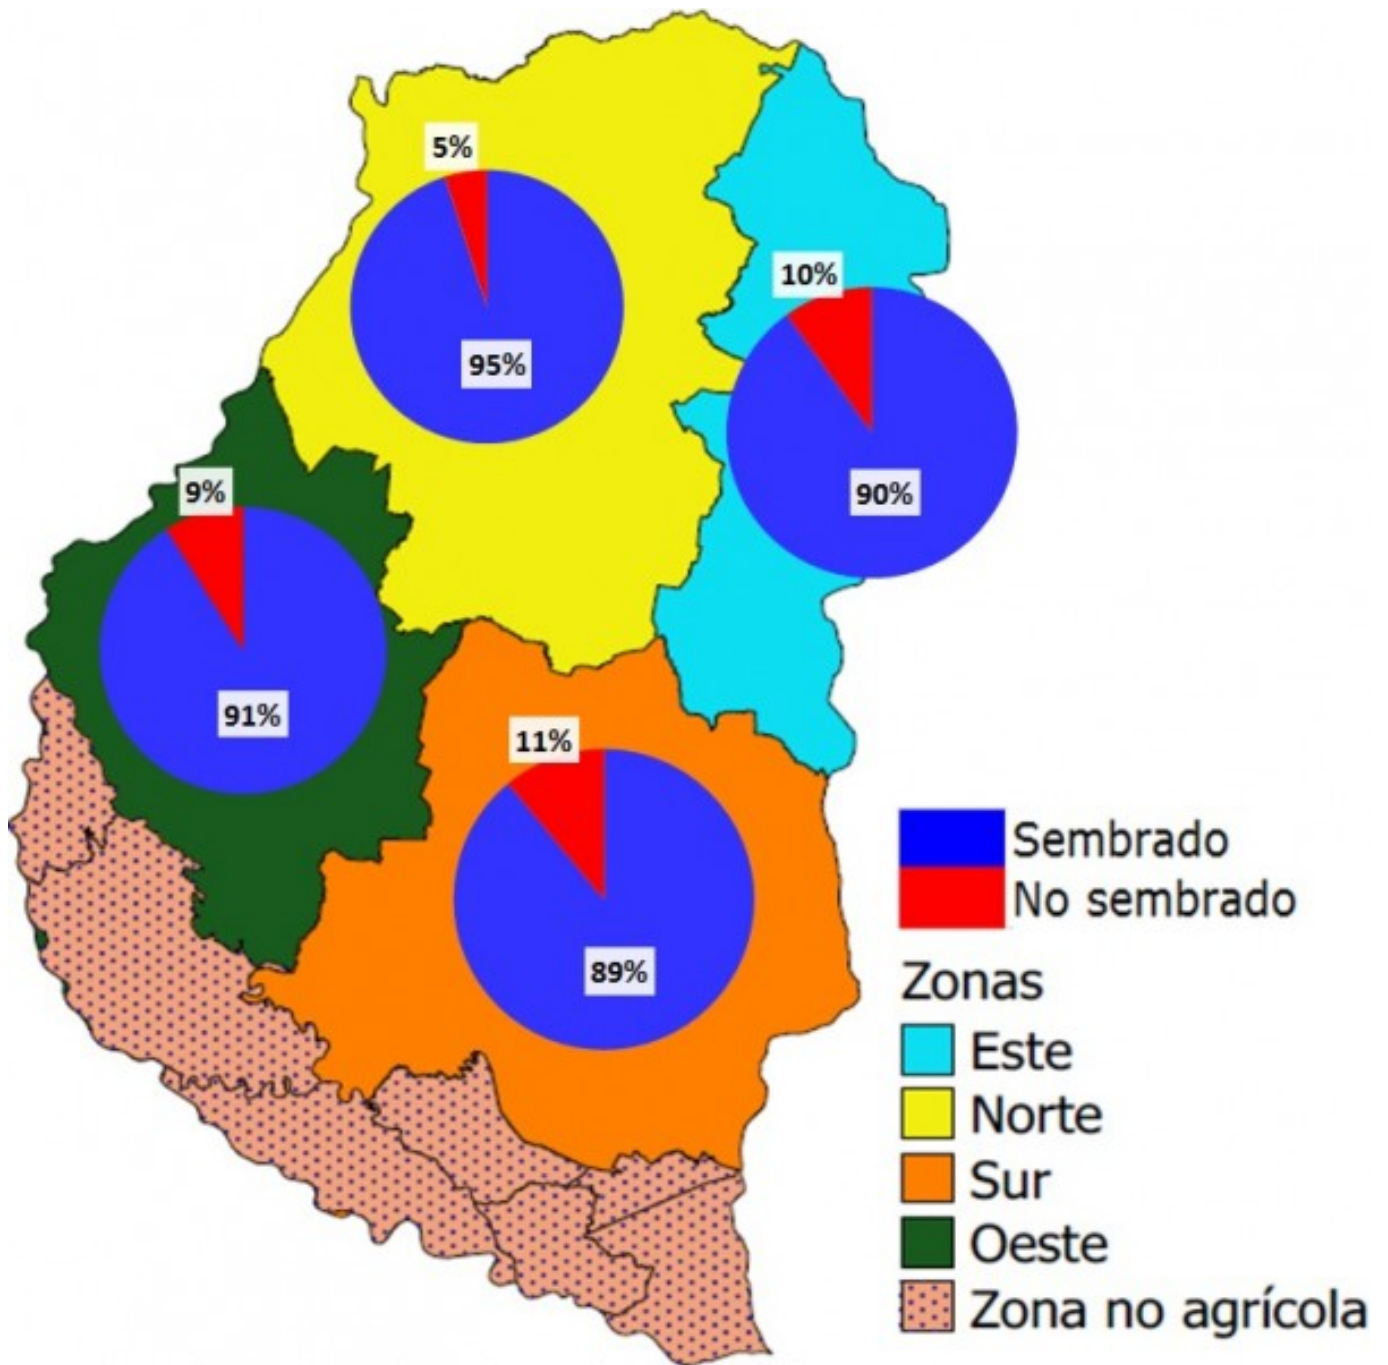 5%
95%
10%
90%
9%
91%
11%
89%
Sembrado
No sembrado
Zonas
Este
Norte
Sur
Oeste
Zona no agrícola